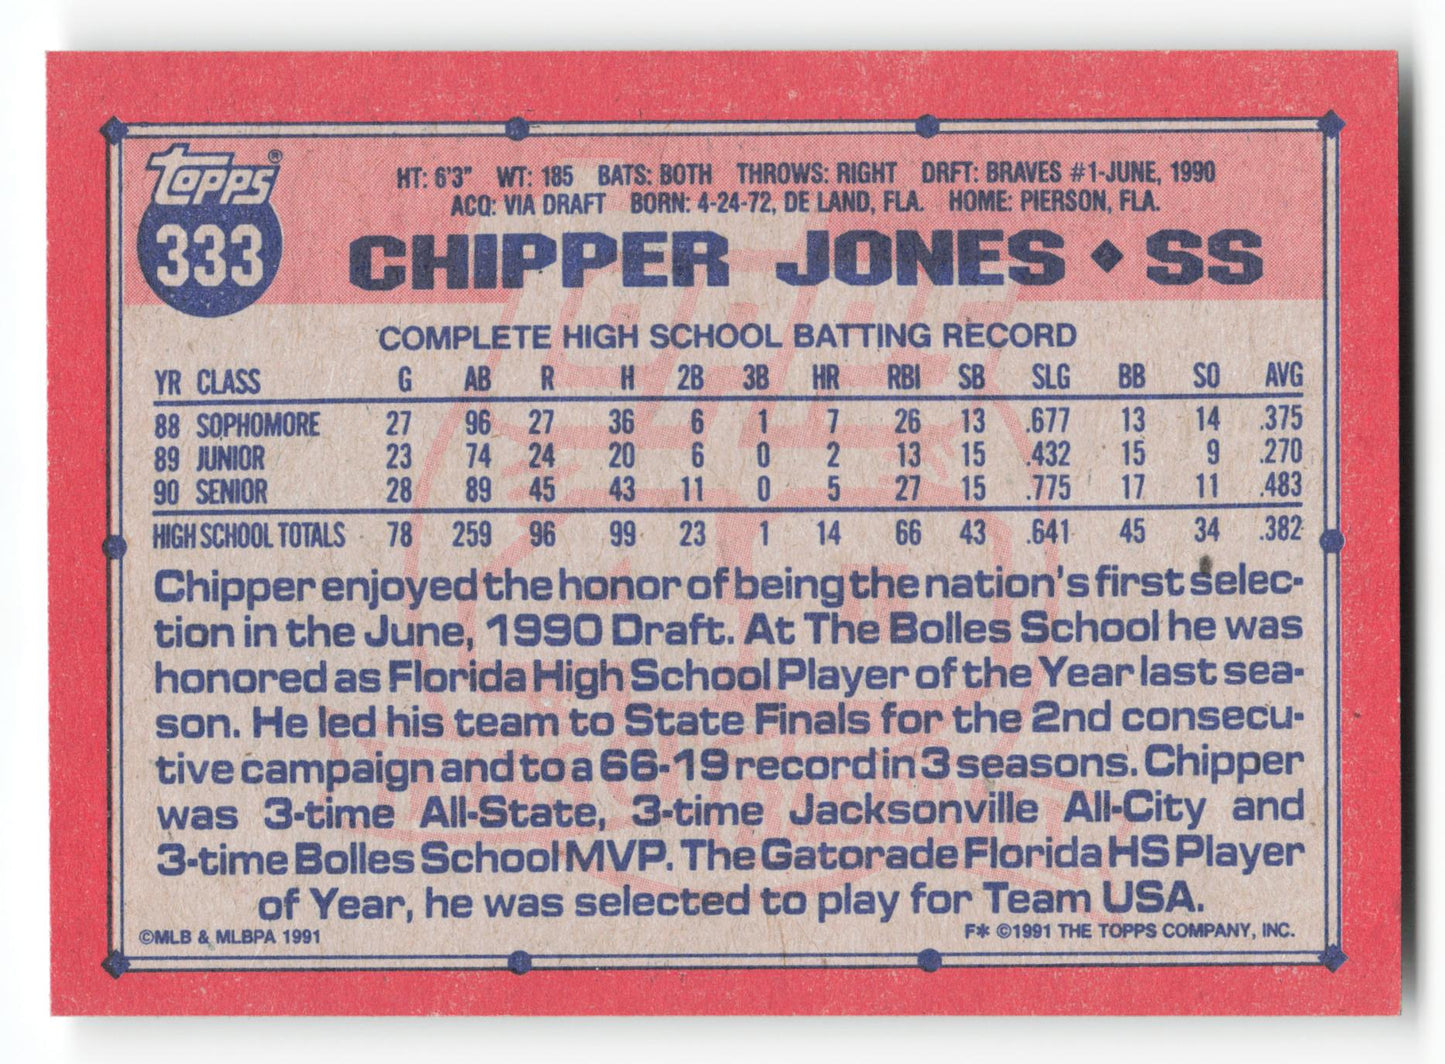 Topps®
333
HT: 6'3" WT: 185 BATS: BOTH THROWS: RIGHT DRFT: BRAVES #1-JUNE, 1990
ACQ: VIA DRAFT BORN: 4-24-72, DE LAND, FLA. HOME: PIERSON, FLA.
CHIPPER JONES ◆ SS
COMPLETE HIGH SCHOOL BATTING RECORD
YR CLASS G AB R H 2B 3B HR RBI SB SLG BB SO AVG
88 SOPHOMORE 27 96 27 36 6 1 7 26 13 .677 13 14 .375
89 JUNIOR 23 74 24 20 6 0 2 13 15 .432 15 9 .270
90 SENIOR 28 89 45 43 11 0 5 27 15 .775 17 11 .483
HIGH SCHOOL TOTALS 78 259 96 99 23 1 14 66 43 .641 45 34 .382
Chipper enjoyed the honor of being the nation's first selec-
tion in the June, 1990 Draft. At The Bolles School he was
honored as Florida High School Player of the Year last sea-
son. He led his team to State Finals for the 2nd consecu-
tive campaign and to a 66-19 record in 3 seasons. Chipper
was 3-time All-State, 3-time Jacksonville All-City and
3-time Bolles School MVP. The Gatorade Florida HS Player
of Year, he was selected to play for Team USA.
©MLB & MLBPA 1991
F* ©1991 THE TOPPS COMPANY, INC.